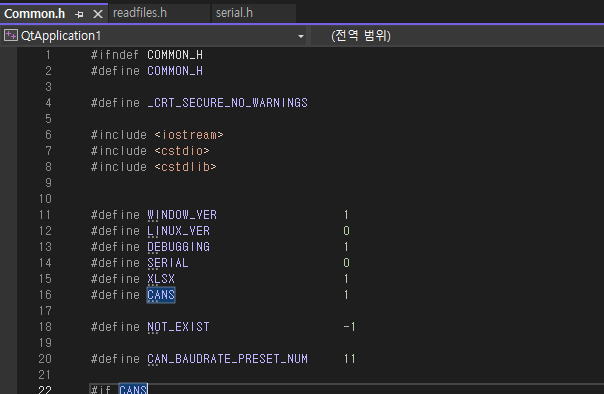 Common.h readfiles.h serial.h
QtApplication1 (전역 범위)
1 #ifndef COMMON_H
2 #define COMMON_H
3
4 #define _CRT_SECURE_NO_WARNINGS
5
6 #include <iostream>
7 #include <cstdio>
8 #include <cstdlib>
9
10
11 #define WINDOW_VER 1
12 #define LINUX_VER 0
13 #define DEBUGGING 1
14 #define SERIAL 0
15 #define XLSX 1
16 #define CANS 1
17
18 #define NOT_EXIST -1
19
20 #define CAN_BAUDRATE_PRESET_NUM 11
21
22 #if CANS